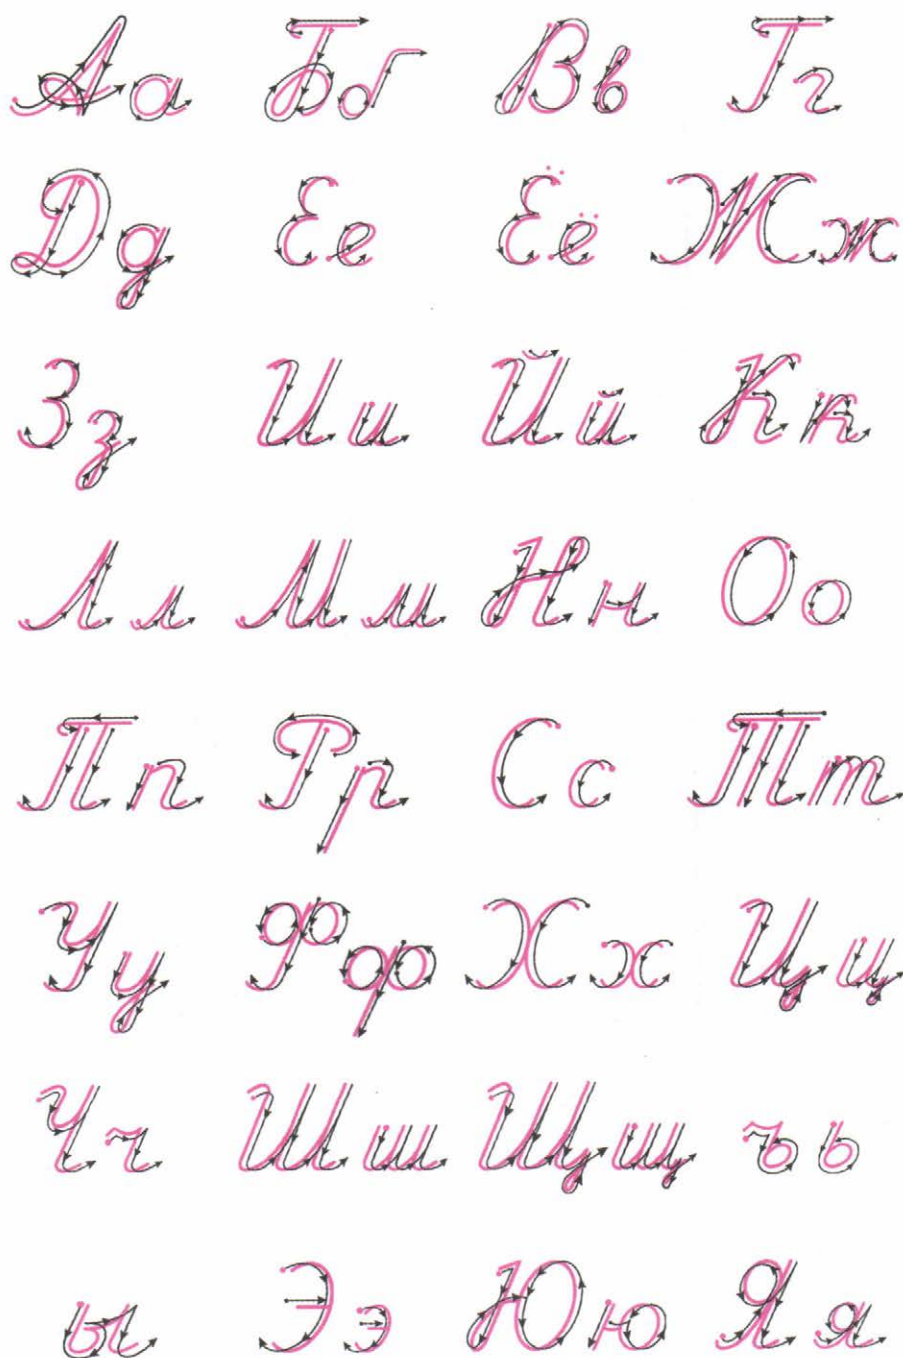 Аа Бб Вв Гг
Дд Ее Ёё Жж
Зз Ии Йй Кк
Лл Мм Нн Оо
Пп Рр Сс Тт
Уу Фф Хх Цц
Чч Шш Щщ ъ ь
ы Ээ Юю Яя